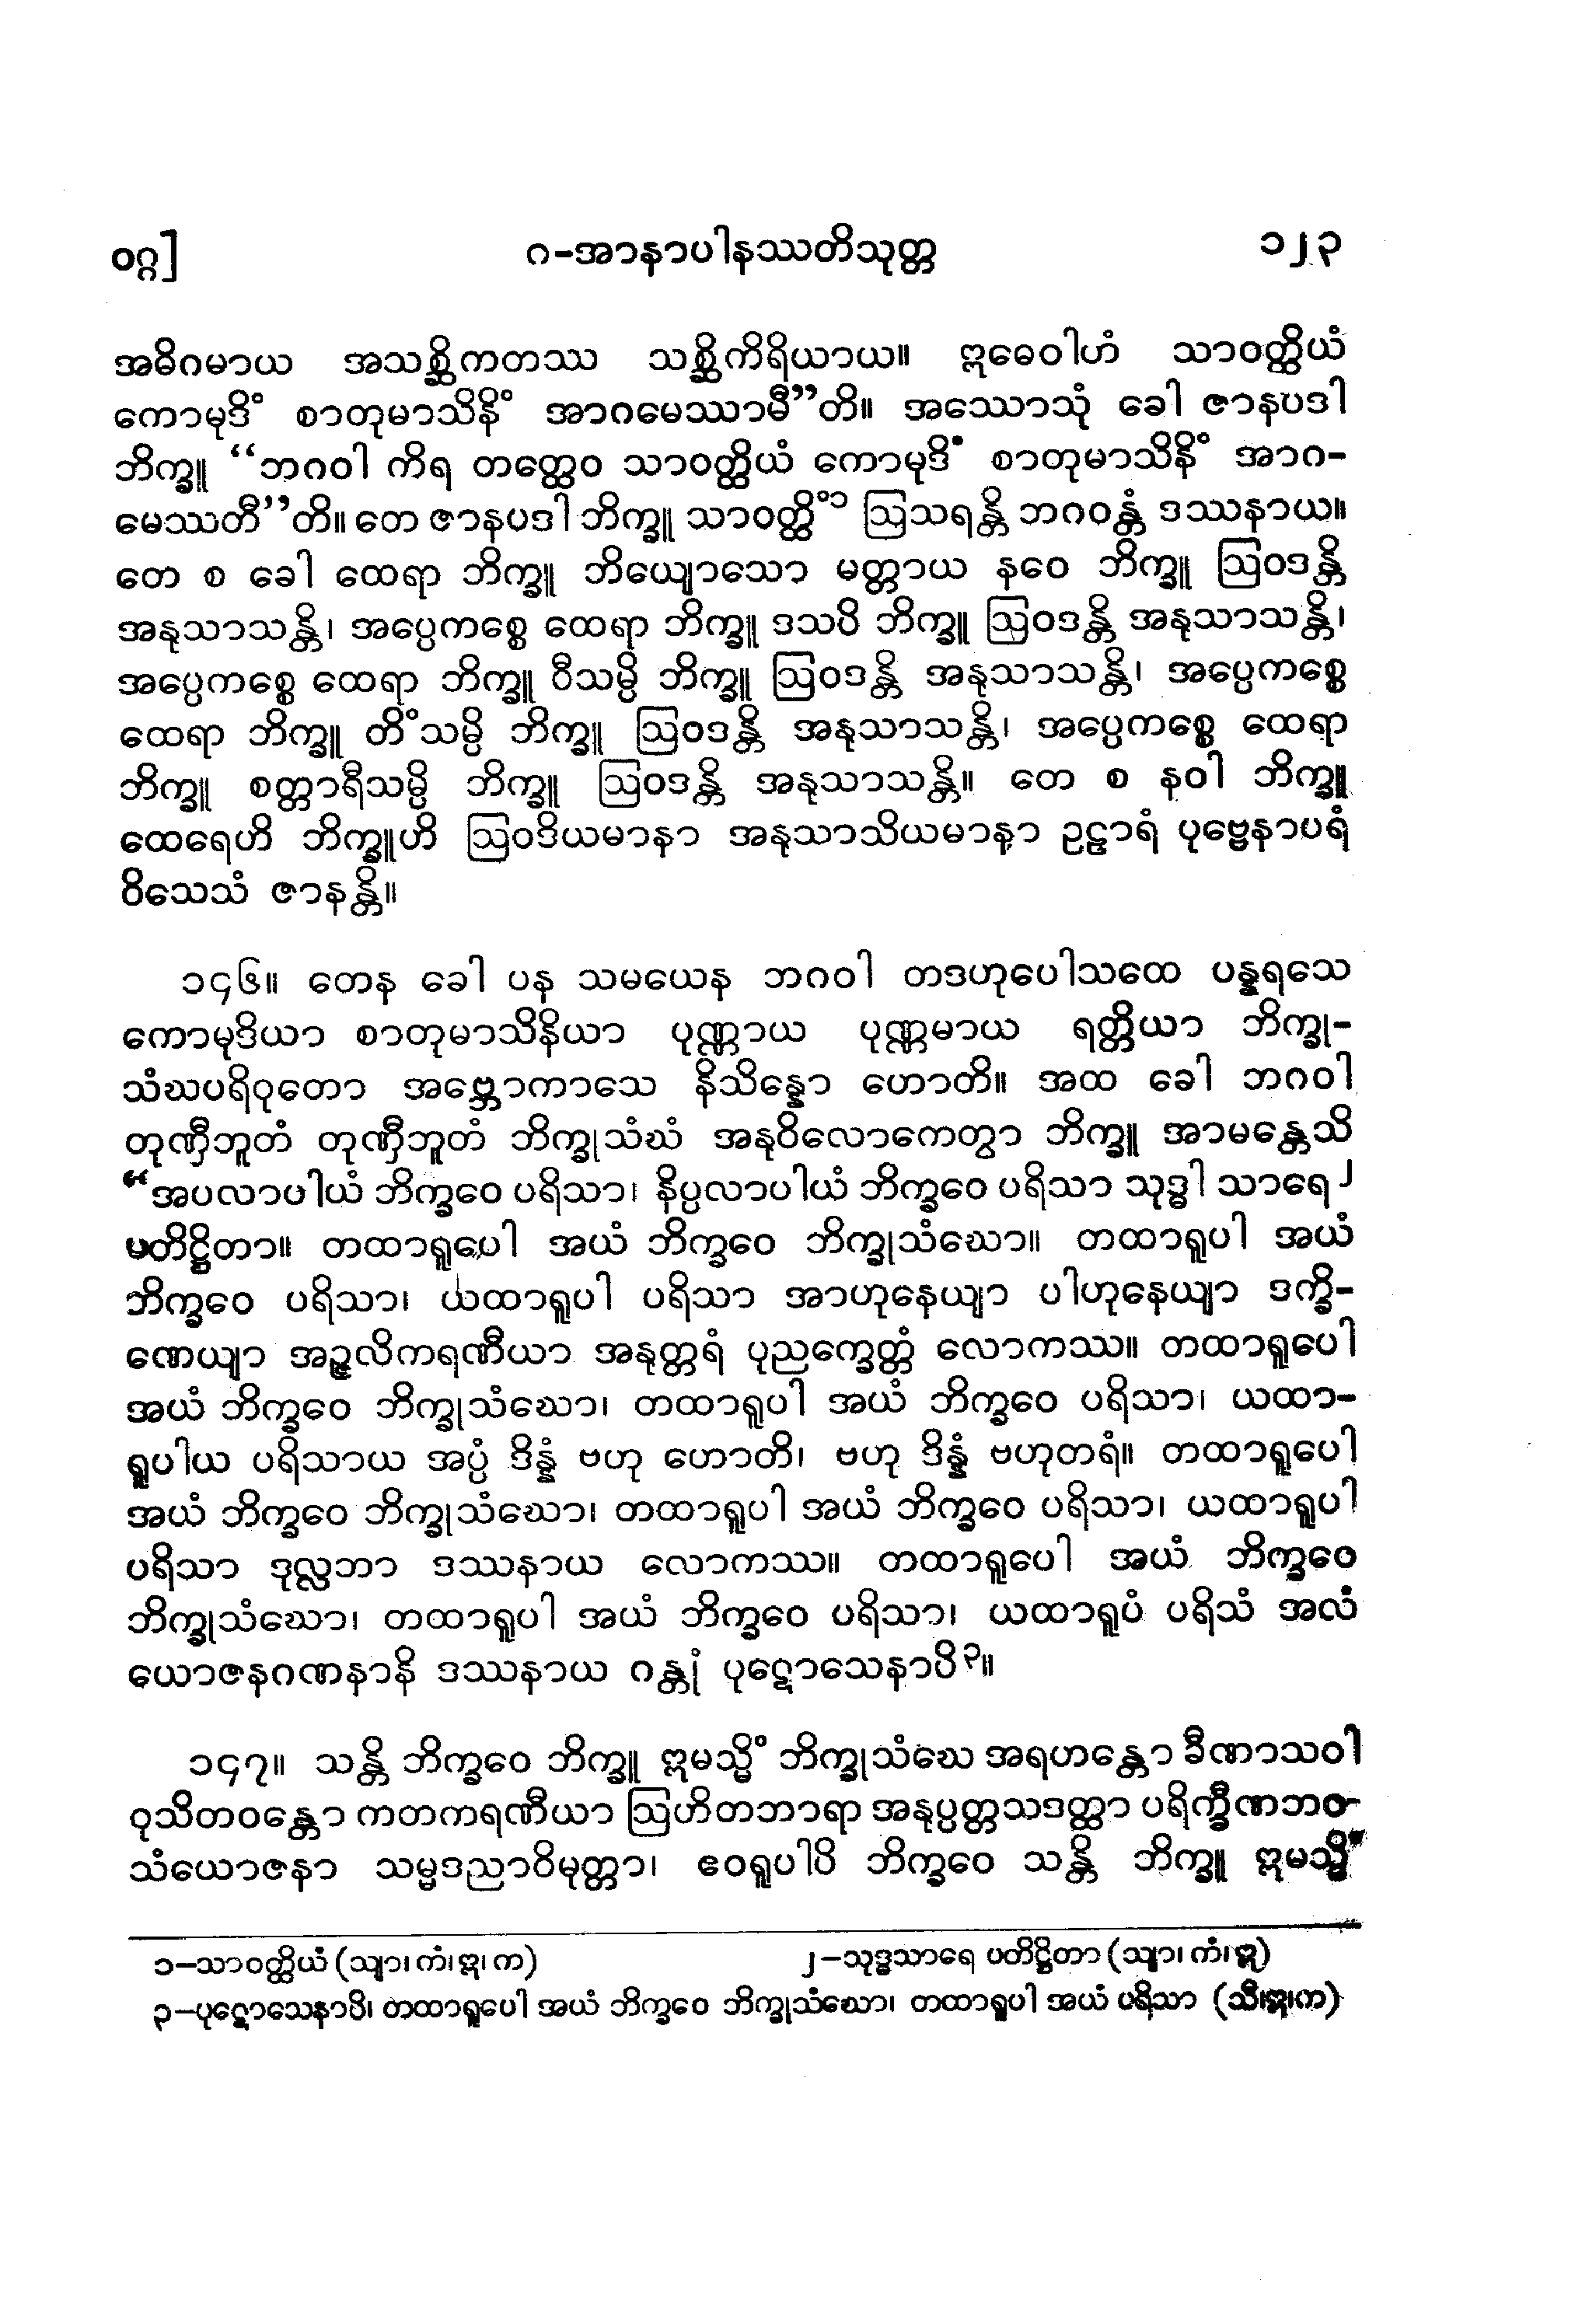 ၀ဂ္ဂ] ဂ-အာနာပါနဿတိသုတ္တ ၁၂၃
အဓိဂမာယ အသစ္ဆိကတဿ သစ္ဆိကိရိယာယ။ ဣဓေဝါဟံ သာဝတ္ထိယံ
ကောမုဒိံ စာတုမာသိနိံ အာဂမေဿာမီ”တိ။ အဿောသုံ ခေါ ဇာနပဒါ
ဘိက္ခူ “ဘဂဝါ ကိရ တတ္ထေဝ သာဝတ္ထိယံ ကောမုဒိံ စာတုမာသိနိံ အာဂ-
မေဿတီ”တိ။ တေ ဇာနပဒါ ဘိက္ခူ သာဝတ္ထိံ၁ ဩသရန္တိ ဘဂဝန္တံ ဒဿနာယ။
တေ စ ခေါ ထေရာ ဘိက္ခူ ဘိယျောသော မတ္တာယ နဝေ ဘိက္ခူ ဩဝဒန္တိ
အနုသာသန္တိ၊ အပ္ပေကစ္စေ ထေရာ ဘိက္ခူ ဒသပိ ဘိက္ခူ ဩဝဒန္တိ အနုသာသန္တိ၊
အပ္ပေကစ္စေ ထေရာ ဘိက္ခူ ဝီသမ္ပိ ဘိက္ခူ ဩဝဒန္တိ အနုသာသန္တိ၊ အပ္ပေကစ္စေ
ထေရာ ဘိက္ခူ တိံသမ္ပိ ဘိက္ခူ ဩဝဒန္တိ အနုသာသန္တိ၊ အပ္ပေကစ္စေ ထေရာ
ဘိက္ခူ စတ္တာရီသမ္ပိ ဘိက္ခူ ဩဝဒန္တိ အနုသာသန္တိ။ တေ စ နဝါ ဘိက္ခူ
ထေရေဟိ ဘိက္ခူဟိ ဩဝဒိယမာနာ အနုသာသိယမာနာ ဥဠာရံ ပုဗ္ဗေနာပရံ
ဝိသေသံ ဇာနန္တိ။
၁၄၆။ တေန ခေါ ပန သမယေန ဘဂဝါ တဒဟုပေါသထေ ပန္နရသေ
ကောမုဒိယာ စာတုမာသိနိယာ ပုဏ္ဏာယ ပုဏ္ဏမာယ ရတ္တိယာ ဘိက္ခု-
သံဃပရိဝုတော အဗ္ဘောကာသေ နိသိန္နော ဟောတိ။ အထ ခေါ ဘဂဝါ
တုဏှီဘူတံ တုဏှီဘူတံ ဘိက္ခုသံဃံ အနုဝိလောကေတွာ ဘိက္ခူ အာမန္တေသိ
“အပလာပါယံ ဘိက္ခဝေ ပရိသာ၊ နိပ္ပလာပါယံ ဘိက္ခဝေ ပရိသာ သုဒ္ဓါ သာရေ၂
ပတိဋ္ဌိတာ။ တထာရူပေါ အယံ ဘိက္ခဝေ ဘိက္ခုသံဃော။ တထာရူပါ အယံ
ဘိက္ခဝေ ပရိသာ၊ ယထာရူပါ ပရိသာ အာဟုနေယျာ ပါဟုနေယျာ ဒက္ခိ-
ဏေယျာ အဉ္ဇလိကရဏီယာ အနုတ္တရံ ပုညက္ခေတ္တံ လောကဿ။ တထာရူပေါ
အယံ ဘိက္ခဝေ ဘိက္ခုသံဃော၊ တထာရူပါ အယံ ဘိက္ခဝေ ပရိသာ၊ ယထာ-
ရူပါယ ပရိသာယ အပ္ပံ ဒိန္နံ ဗဟု ဟောတိ၊ ဗဟု ဒိန္နံ ဗဟုတရံ။ တထာရူပေါ
အယံ ဘိက္ခဝေ ဘိက္ခုသံဃော၊ တထာရူပါ အယံ ဘိက္ခဝေ ပရိသာ၊ ယထာရူပါ
ပရိသာ ဒုလ္လဘာ ဒဿနာယ လောကဿ။ တထာရူပေါ အယံ ဘိက္ခဝေ
ဘိက္ခုသံဃော၊ တထာရူပါ အယံ ဘိက္ခဝေ ပရိသာ၊ ယထာရူပံ ပရိသံ အလံ
ယောဇနဂဏနာနိ ဒဿနာယ ဂန္တုံ ပုဋောသေနာပိ၃။
၁၄၇။ သန္တိ ဘိက္ခဝေ ဘိက္ခူ ဣမသ္မိံ ဘိက္ခုသံဃေ အရဟန္တော ခီဏာသဝါ
ဝုသိတဝန္တော ကတကရဏီယာ ဩဟိတဘာရာ အနုပ္ပတ္တသဒတ္ထာ ပရိက္ခီဏဘဝ-
သံယောဇနာ သမ္မဒညာဝိမုတ္တာ၊ ဧဝရူပါပိ ဘိက္ခဝေ သန္တိ ဘိက္ခူ ဣမသ္မိံ
၁-သာဝတ္ထိယံ (သျာ၊ ကံ၊ ဣ၊ က) ၂-သုဒ္ဓသာရေ ပတိဋ္ဌိတာ (သျာ၊ ကံ၊ ဣ)
၃-ပုဋောသေနာပိ၊ တထာရူပေါ အယံ ဘိက္ခဝေ ဘိက္ခုသံဃော၊ တထာရူပါ အယံ ပရိသာ (သီ၊ဣ၊က)